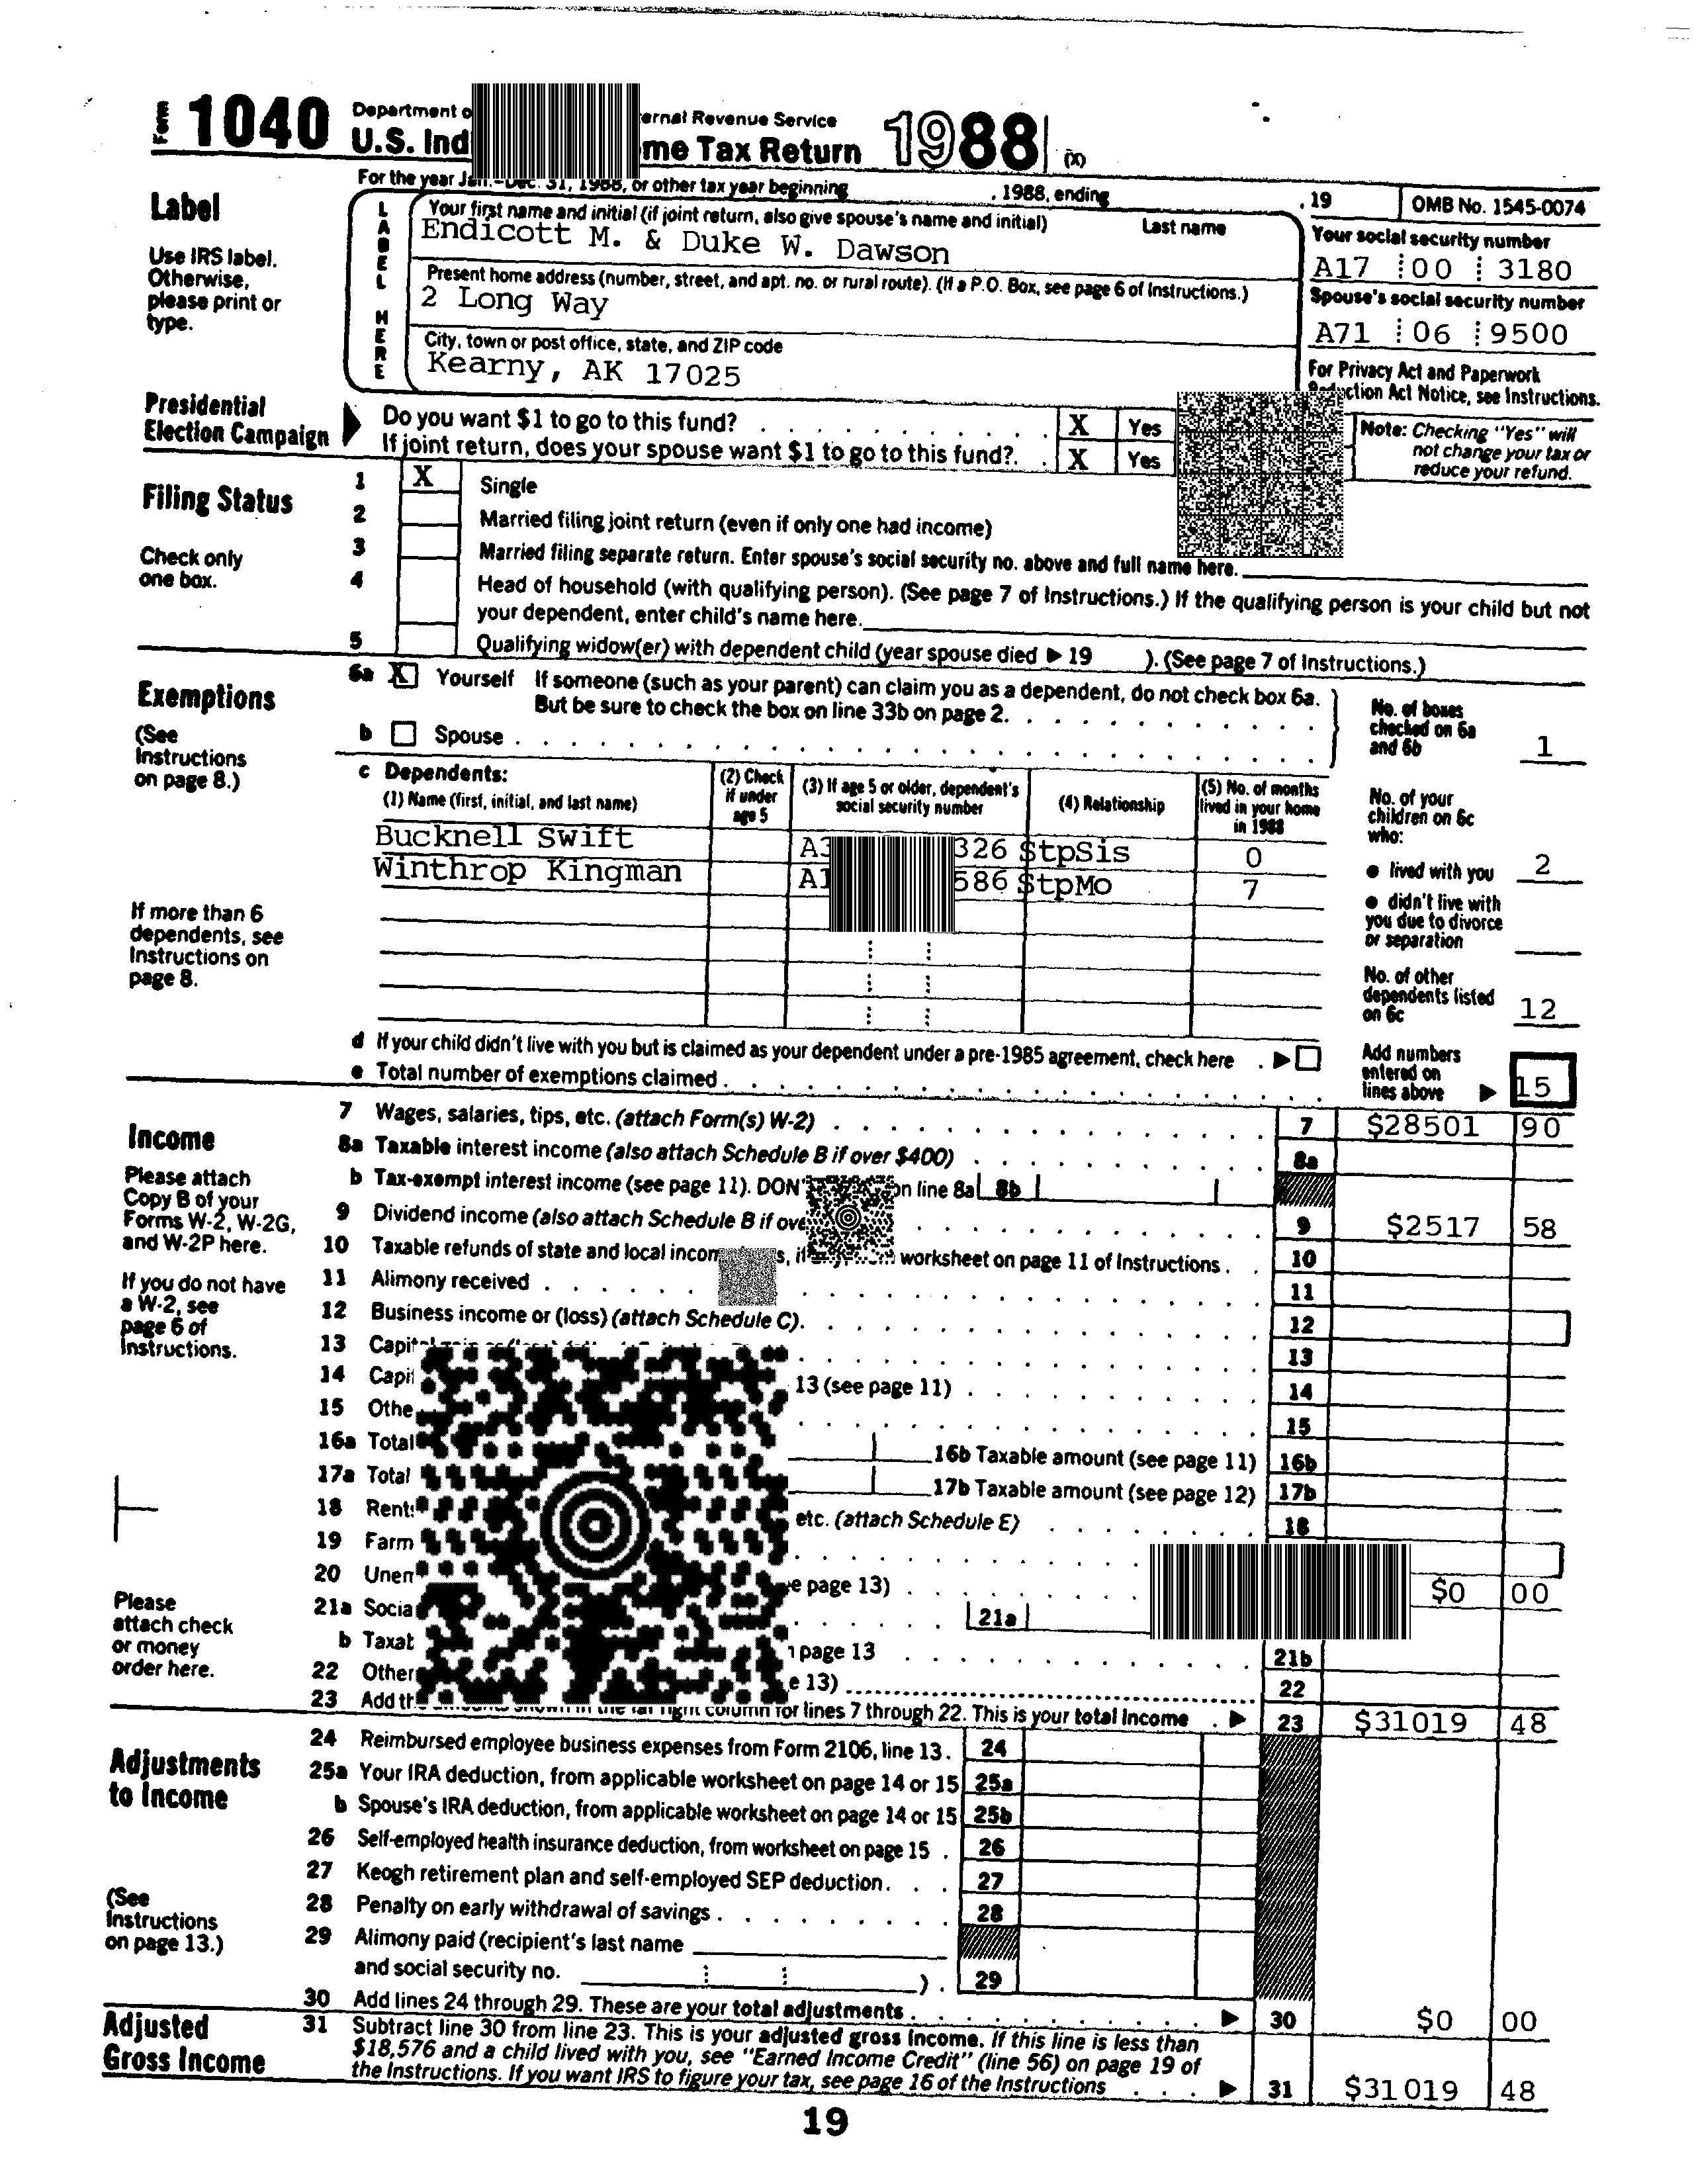 Form 1040 Department o ernal Revenue Service
U.S. Ind me Tax Return 1988 (X)
For the year Jan.–Dec. 31, 1988, or other tax year beginning , 1988, ending , 19 OMB No. 1545-0074
Label
Use IRS label. Otherwise, please print or type.
LABEL HERE
Your first name and initial (if joint return, also give spouse's name and initial) Last name
Endicott M. & Duke W. Dawson
Your social security number
A17 00 3180
Present home address (number, street, and apt. no. or rural route). (If a P.O. Box, see page 6 of Instructions.)
2 Long Way
Spouse's social security number
A71 06 9500
City, town or post office, state, and ZIP code
Kearny, AK 17025
For Privacy Act and Paperwork
Reduction Act Notice, see Instructions.
Presidential
Election Campaign
Do you want $1 to go to this fund? X Yes
If joint return, does your spouse want $1 to go to this fund?. X Yes
Note: Checking "Yes" will
not change your tax or
reduce your refund.
Filing Status
Check only
one box.
1 X Single
2 Married filing joint return (even if only one had income)
3 Married filing separate return. Enter spouse's social security no. above and full name here.
4 Head of household (with qualifying person). (See page 7 of Instructions.) If the qualifying person is your child but not
your dependent, enter child's name here.
5 Qualifying widow(er) with dependent child (year spouse died ▶ 19 ). (See page 7 of Instructions.)
Exemptions
(See
Instructions
on page 8.)
6a X Yourself If someone (such as your parent) can claim you as a dependent, do not check box 6a.
But be sure to check the box on line 33b on page 2.
b Spouse
No. of boxes
checked on 6a
and 6b 1
c Dependents:
(1) Name (first, initial, and last name)
(2) Check
if under
age 5
(3) If age 5 or older, dependent's
social security number
(4) Relationship
(5) No. of months
lived in your home
in 1988
Bucknell Swift A3 326 StpSis 0
Winthrop Kingman A1 586 StpMo 7
No. of your
children on 6c
who:
● lived with you 2
● didn't live with
you due to divorce
or separation
No. of other
dependents listed
on 6c 12
If more than 6
dependents, see
Instructions on
page 8.
d If your child didn't live with you but is claimed as your dependent under a pre-1985 agreement, check here . ▶
e Total number of exemptions claimed
Add numbers
entered on
lines above ▶ 15
Income
Please attach
Copy B of your
Forms W-2, W-2G,
and W-2P here.
If you do not have
a W-2, see
page 6 of
Instructions.
Please
attach check
or money
order here.
7 Wages, salaries, tips, etc. (attach Form(s) W-2) 7 $28501 90
8a Taxable interest income (also attach Schedule B if over $400) 8a
b Tax-exempt interest income (see page 11). DON' on line 8a 8b
9 Dividend income (also attach Schedule B if ove 9 $2517 58
10 Taxable refunds of state and local incom s, if worksheet on page 11 of Instructions . 10
11 Alimony received 11
12 Business income or (loss) (attach Schedule C). 12
13 Capital 13
14 Capi 13 (see page 11) 14
15 Othe 15
16a Total 16b Taxable amount (see page 11) 16b
17a Total 17b Taxable amount (see page 12) 17b
18 Rents etc. (attach Schedule E) 18
19 Farm
20 Unem e page 13) $0 00
21a Socia 21a
b Taxab page 13 21b
22 Other e 13) 22
23 Add the amounts shown in the far right column for lines 7 through 22. This is your total income . ▶ 23 $31019 48
Adjustments
to Income
(See
Instructions
on page 13.)
24 Reimbursed employee business expenses from Form 2106, line 13 . 24
25a Your IRA deduction, from applicable worksheet on page 14 or 15 25a
b Spouse's IRA deduction, from applicable worksheet on page 14 or 15 25b
26 Self-employed health insurance deduction, from worksheet on page 15 . 26
27 Keogh retirement plan and self-employed SEP deduction . 27
28 Penalty on early withdrawal of savings 28
29 Alimony paid (recipient's last name
and social security no. ) . 29
30 Add lines 24 through 29. These are your total adjustments ▶ 30 $0 00
Adjusted
Gross Income
31 Subtract line 30 from line 23. This is your adjusted gross income. If this line is less than
$18,576 and a child lived with you, see "Earned Income Credit" (line 56) on page 19 of
the Instructions. If you want IRS to figure your tax, see page 16 of the Instructions ▶ 31 $31019 48
19